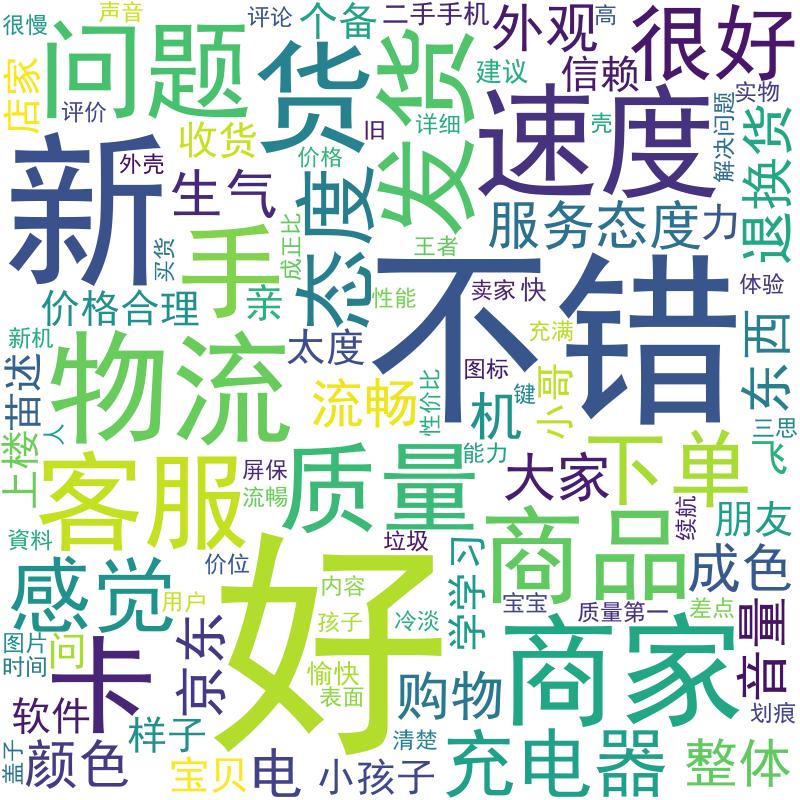 很慢
声音
评论
个备
二手手机
外观
高
很好
店家
问题
货
发货
建议
信赖
实物
评价
收货
价格
旧
详细
速度
壳
解决问题
退换货
新
外壳
生气
态度
服务态度
力
买货
手
成正比
王者
不错
价格合理
亲
性能
卖家
快
体验
新机
苗述
物流
太度
充满
图标
东西
流畅
性价比
机
键
小哥
三思
飞
人
上楼
客服
屏保
流暢
质量
能力
大家
下单
续航
朋友
資料
价位
垃圾
学学习
商品
成色
感觉
用户
好
内容
孩子
冷淡
宝宝
质量第一
差点
图片
时间
问
卡
京东
愉快
表面
购物
商家
音量
划痕
软件
样子
清楚
盖子
颜色
宝贝
电
小孩子
充电器
整体